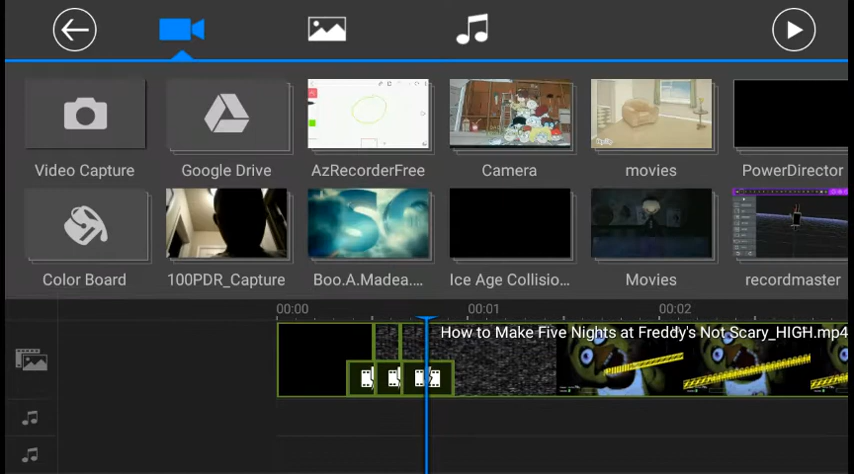 Video Capture
Google Drive
AzRecorderFree
Camera
movies
PowerDirector
Color Board
100PDR_Capture
Boo.A.Madea....
Ice Age Collisio...
Movies
recordmaster
00:00
00:01
00:02
How to Make Five Nights at Freddy's Not Scary_HIGH.mp4